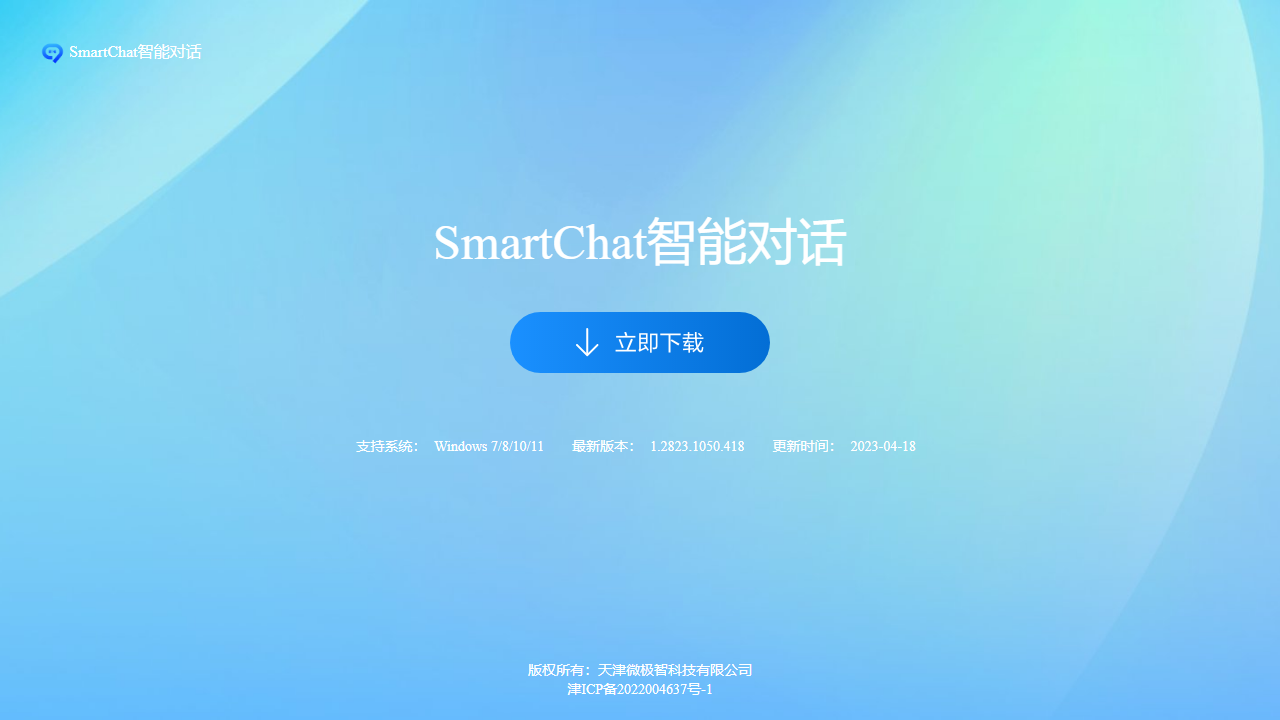 SmartChat智能对话
SmartChat智能对话
立即下载
支持系统： Windows 7/8/10/11 最新版本： 1.2823.1050.418 更新时间： 2023-04-18
版权所有：天津微极智科技有限公司
津ICP备2022004637号-1